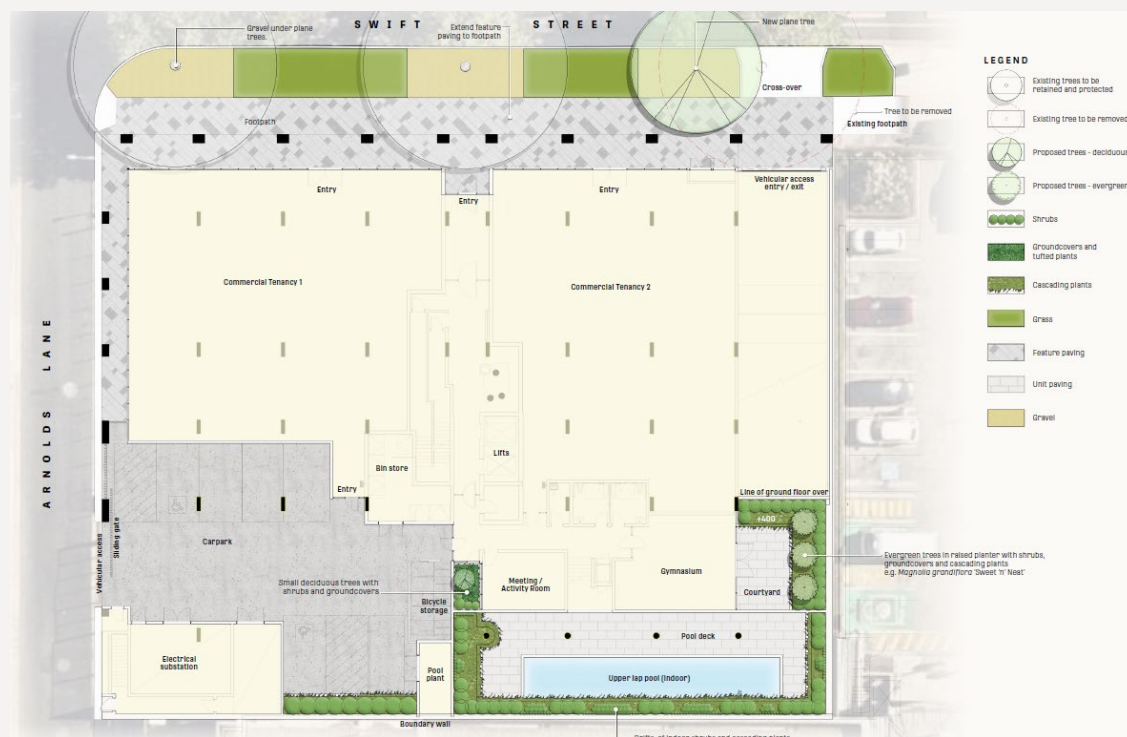 SWIFT STREET
Gravel under plane
trees.
Extend feature
paving to footpath
New plane tree
Cross-over
Tree to be removed
Existing footpath
Footpath
Entry
Entry
Entry
Vehicular access
entry / exit
Commercial Tenancy 1
Commercial Tenancy 2
ARNOLDS LANE
Lifts
Bin store
Entry
Line of ground floor over
+400
Carpark
Sliding gate
Vehicular access
Evergreen trees in raised planter with shrubs,
groundcovers and cascading plants
e.g. Magnolia grandiflora 'Sweet 'n' Neat'
Small deciduous trees with
shrubs and groundcovers
Meeting /
Activity Room
Gymnasium
Courtyard
Bicycle
storage
Pool deck
Electrical
substation
Pool
plant
Upper lap pool (indoor)
Boundary wall
LEGEND
Existing trees to be
retained and protected
Existing tree to be removed
Proposed trees - deciduous
Proposed trees - evergreen
Shrubs
Groundcovers and
tufted plants
Cascading plants
Grass
Feature paving
Unit paving
Gravel